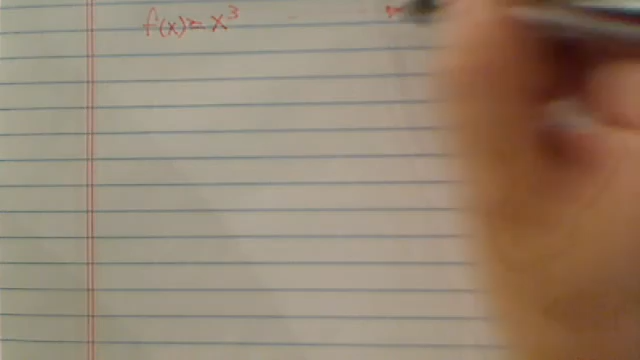 f(x) = x³